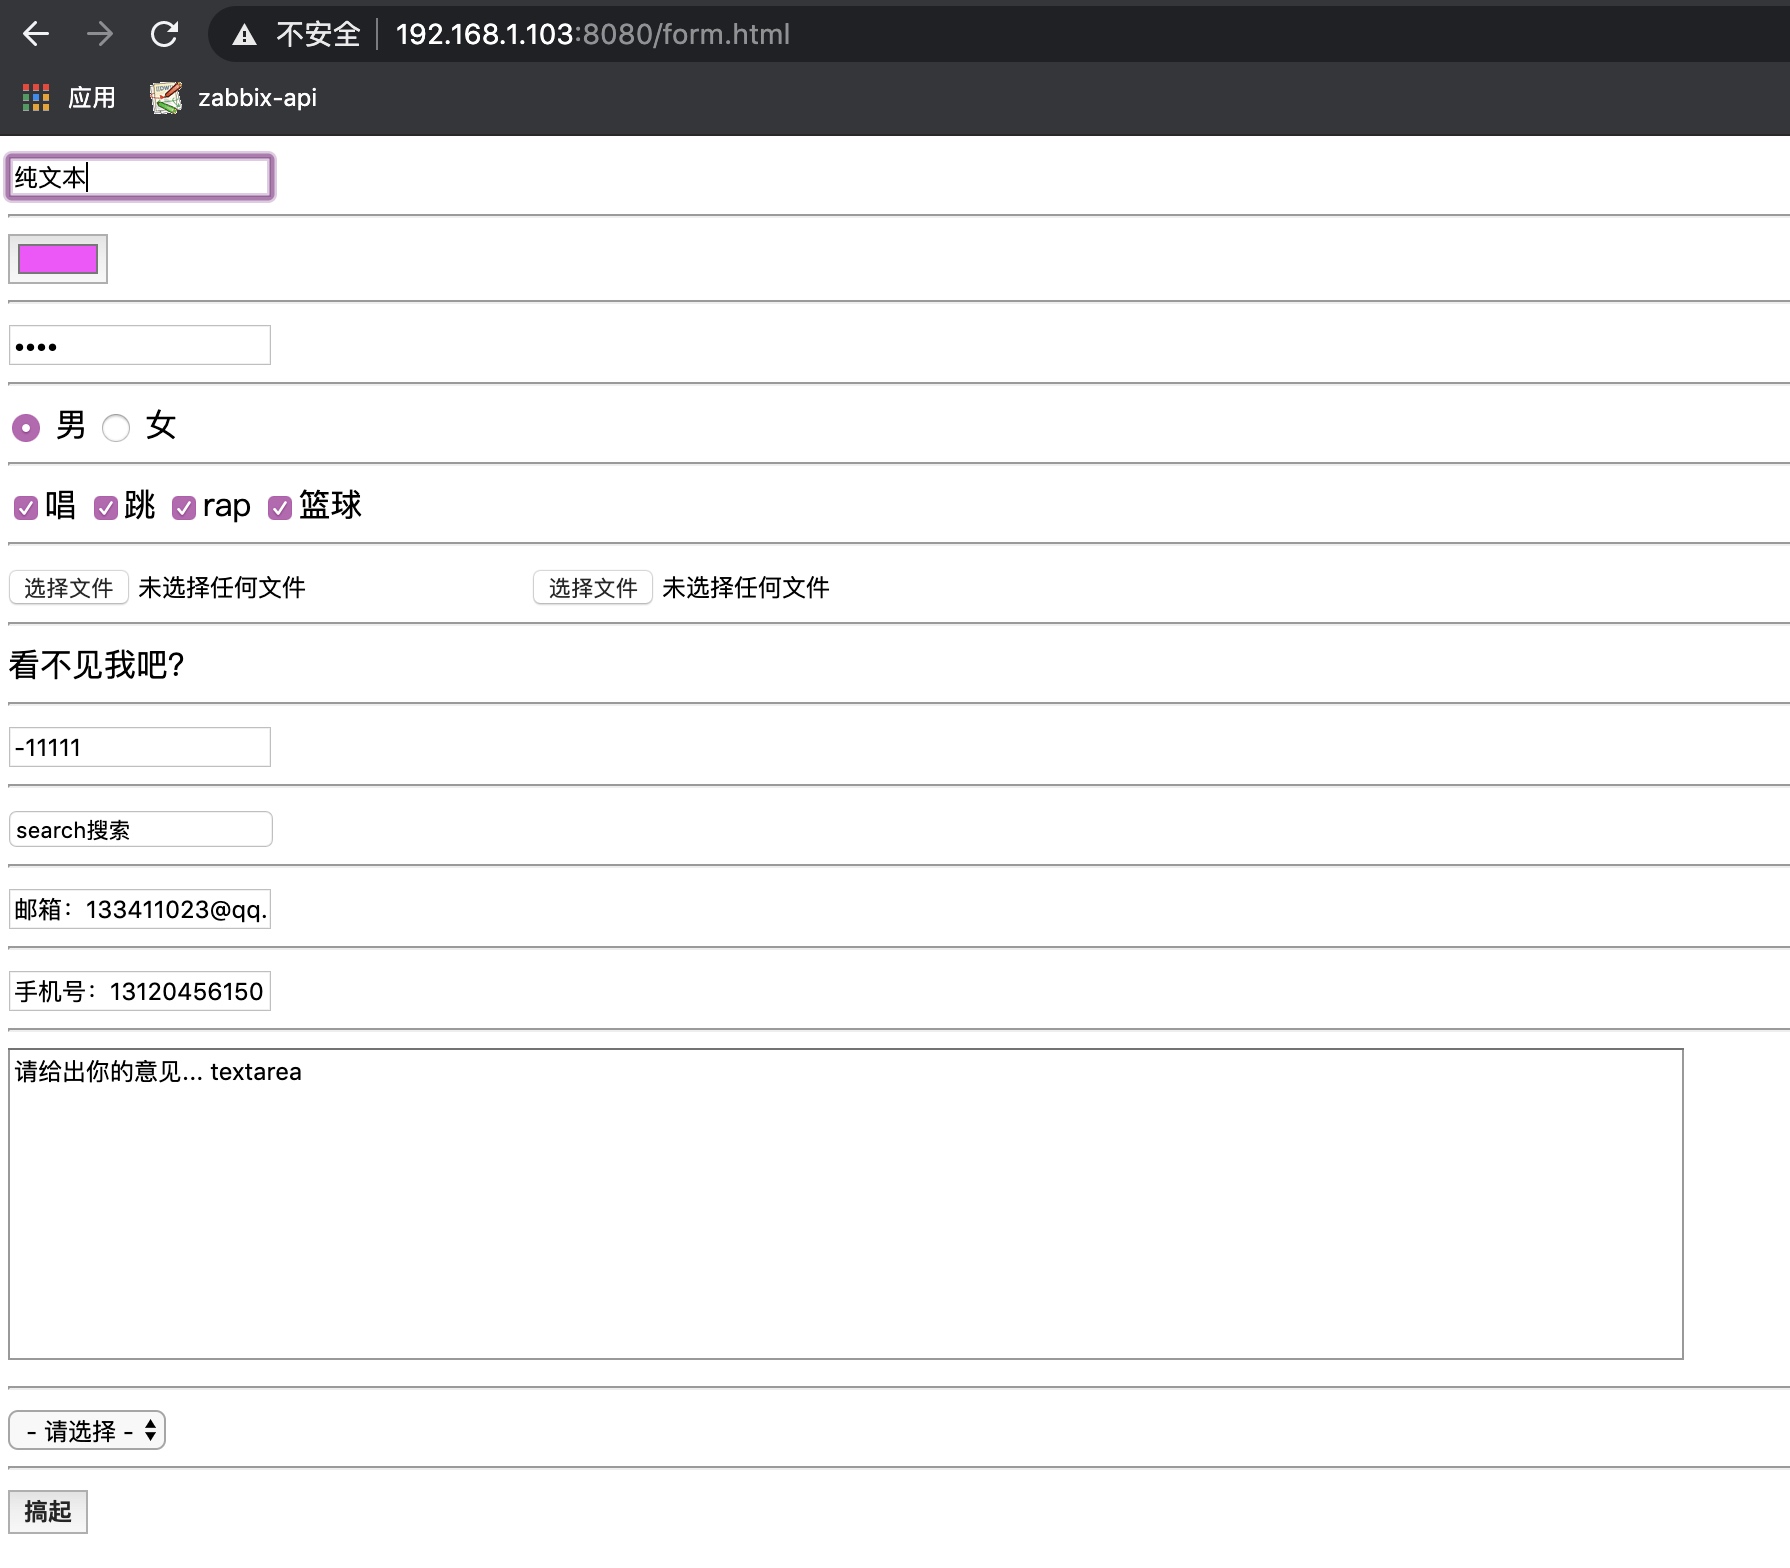 不安全 192.168.1.103:8080/form.html
应用 zabbix-api
纯文本
••••
男 女
唱 跳 rap 篮球
选择文件 未选择任何文件 选择文件 未选择任何文件
看不见我吧?
-11111
search搜索
邮箱：133411023@qq.
手机号：13120456150
请给出你的意见... textarea
- 请选择 -
搞起